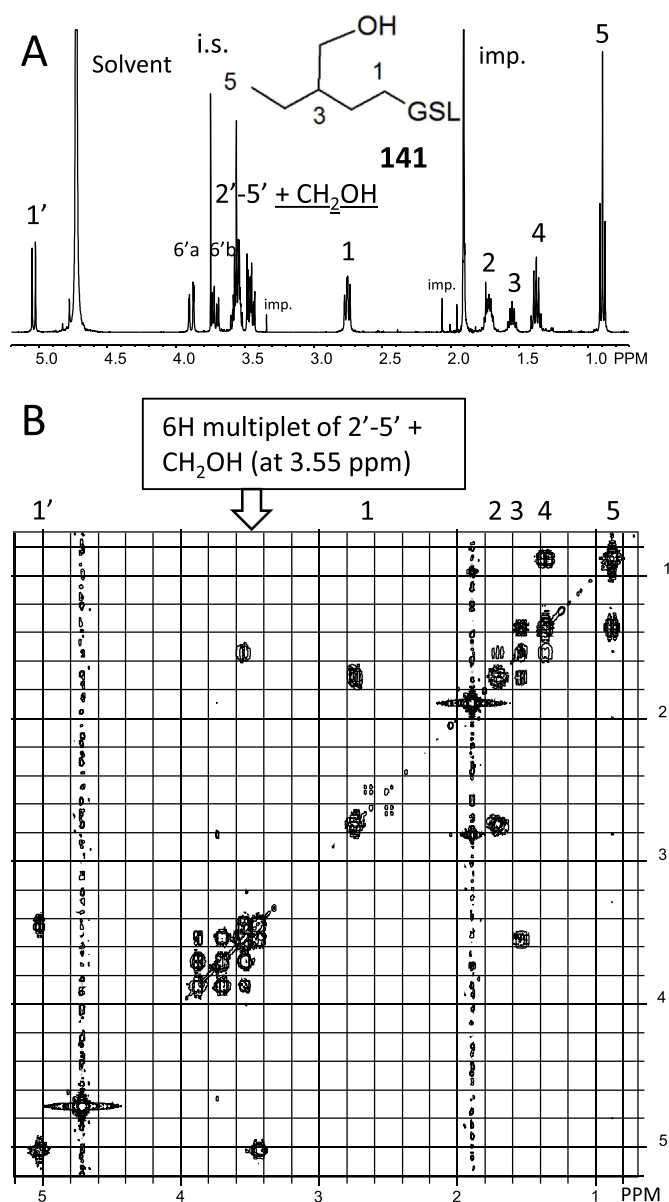 A
Solvent
i.s.
OH
5
1
3
GSL
141
imp.
5
2'-5' + CH2OH
1'
6'a
6'b
1
imp.
imp.
2
3
4
5.0 4.5 4.0 3.5 3.0 2.5 2.0 1.5 1.0 PPM
B
6H multiplet of 2'-5' +
CH2OH (at 3.55 ppm)
1' 1 2 3 4 5
1
2
3
4
5
5 4 3 2 1 PPM